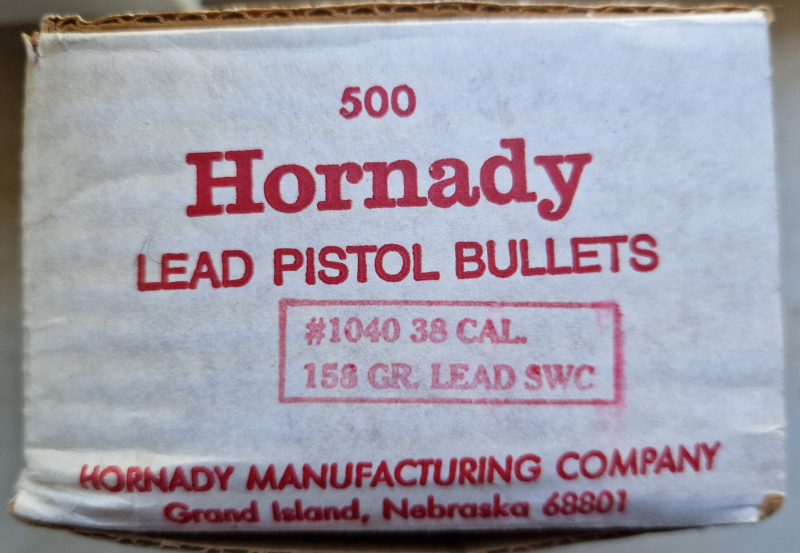 500
Hornady
LEAD PISTOL BULLETS
#1040 38 CAL.
158 GR. LEAD SWC
HORNADY MANUFACTURING COMPANY
Grand Island, Nebraska 68801